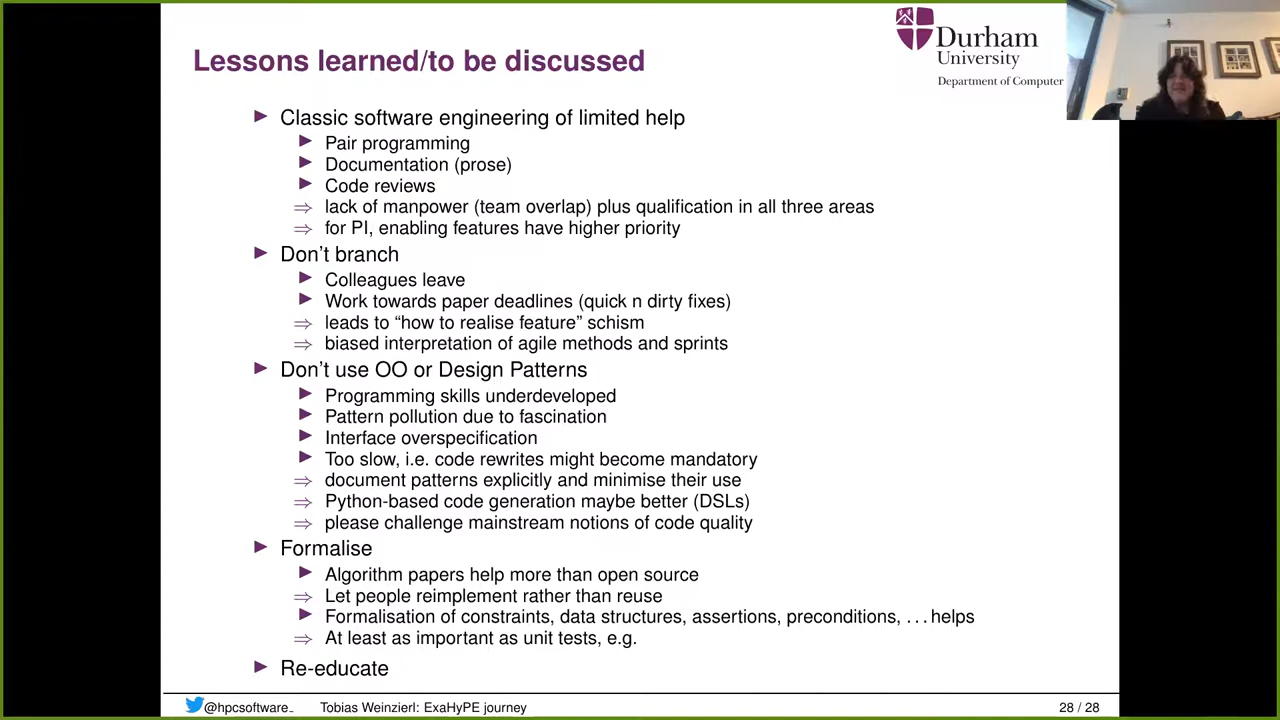 Lessons learned/to be discussed
Durham
University
Department of Computer
Classic software engineering of limited help
Pair programming
Documentation (prose)
Code reviews
⇒ lack of manpower (team overlap) plus qualification in all three areas
⇒ for PI, enabling features have higher priority
Don't branch
Colleagues leave
Work towards paper deadlines (quick n dirty fixes)
⇒ leads to “how to realise feature” schism
⇒ biased interpretation of agile methods and sprints
Don't use OO or Design Patterns
Programming skills underdeveloped
Pattern pollution due to fascination
Interface overspecification
Too slow, i.e. code rewrites might become mandatory
⇒ document patterns explicitly and minimise their use
⇒ Python-based code generation maybe better (DSLs)
⇒ please challenge mainstream notions of code quality
Formalise
Algorithm papers help more than open source
⇒ Let people reimplement rather than reuse
Formalisation of constraints, data structures, assertions, preconditions, ... helps
⇒ At least as important as unit tests, e.g.
Re-educate
@hpcsoftware_ Tobias Weinzierl: ExaHyPE journey 28 / 28